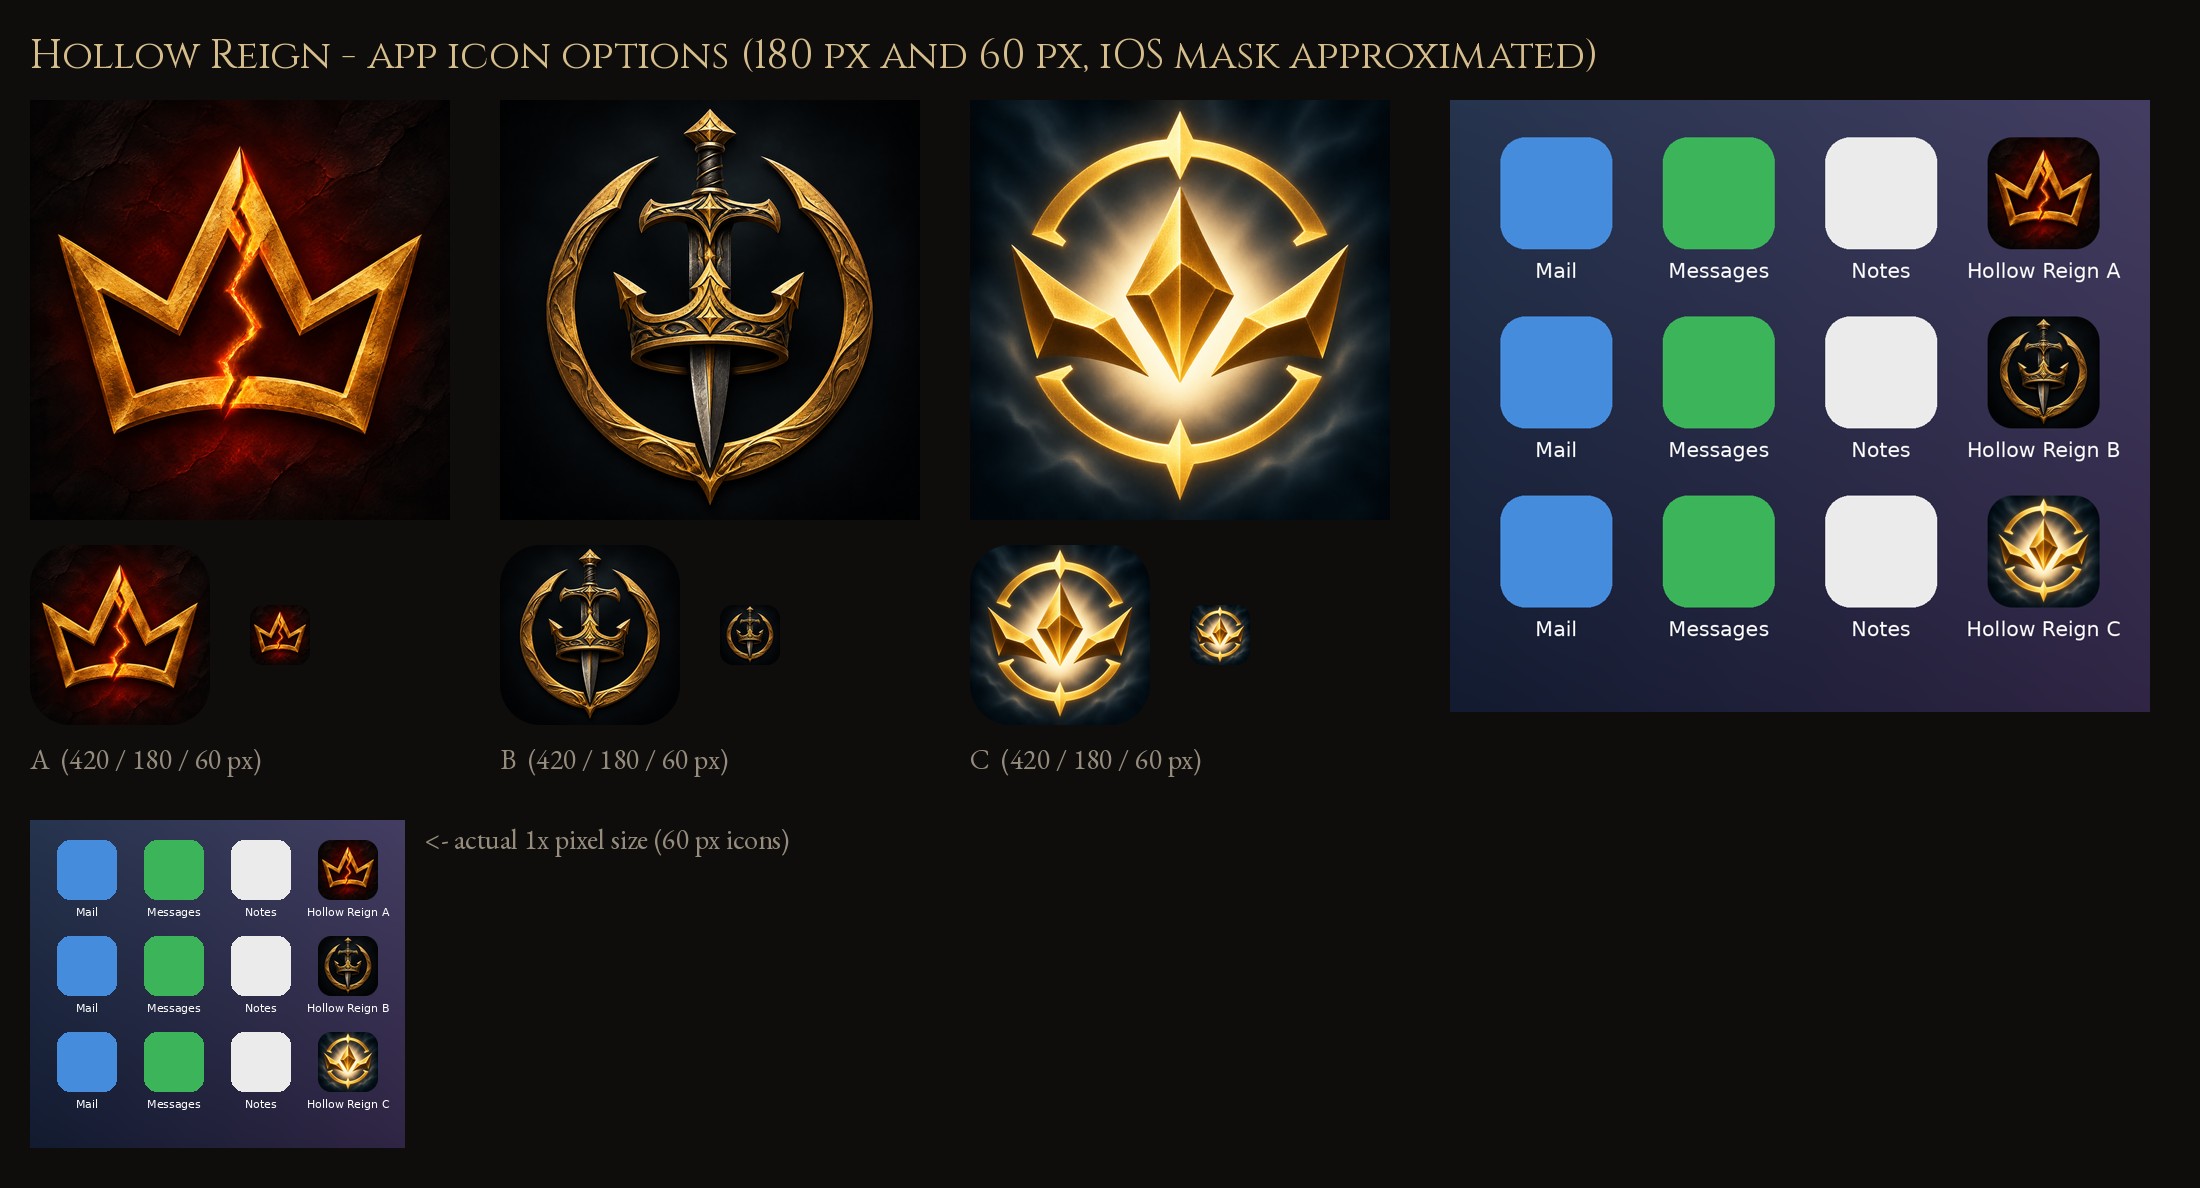 Hollow Reign - app icon options (180 px and 60 px, iOS mask approximated)
Mail Messages Notes Hollow Reign A
Mail Messages Notes Hollow Reign B
Mail Messages Notes Hollow Reign C
A (420 / 180 / 60 px)
B (420 / 180 / 60 px)
C (420 / 180 / 60 px)
<- actual 1x pixel size (60 px icons)
Mail Messages Notes Hollow Reign A
Mail Messages Notes Hollow Reign B
Mail Messages Notes Hollow Reign C